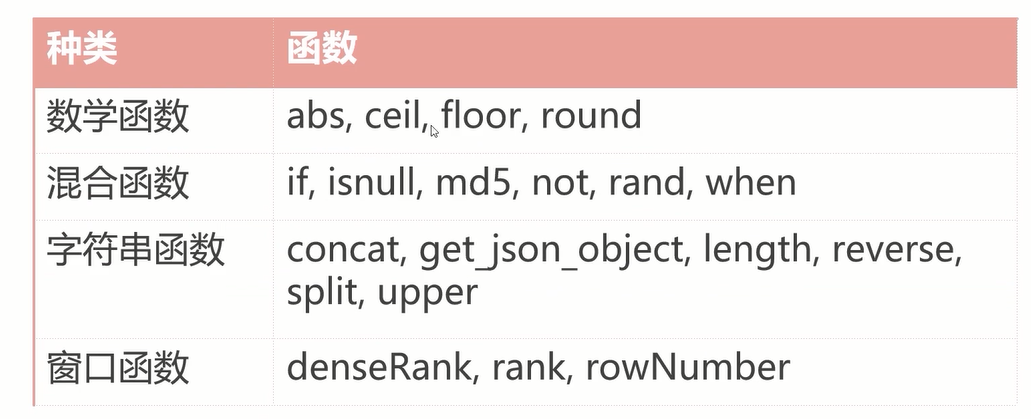 种类 函数
数学函数 abs, ceil, floor, round
混合函数 if, isnull, md5, not, rand, when
字符串函数 concat, get_json_object, length, reverse,
split, upper
窗口函数 denseRank, rank, rowNumber